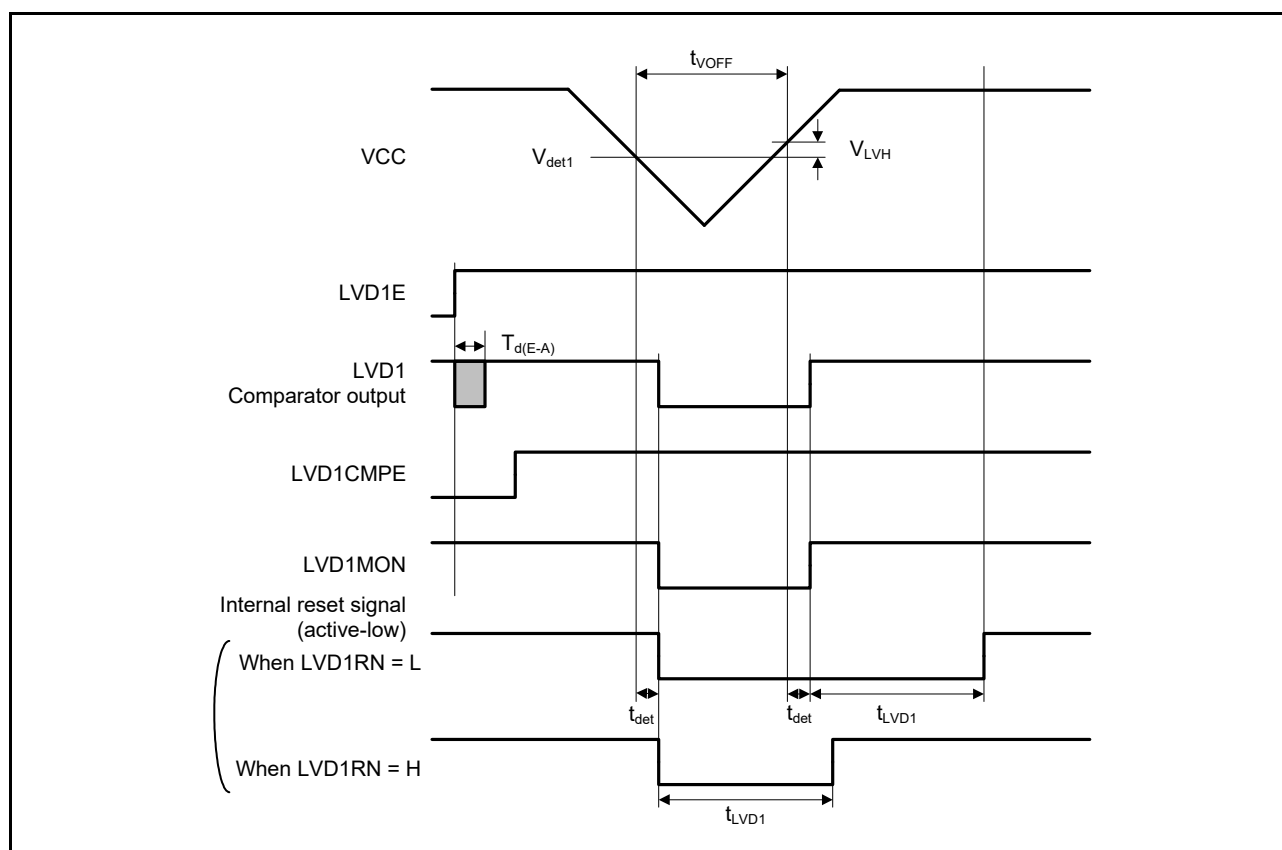 tVOFF
VCC
Vdet1
VLVH
LVD1E
Td(E-A)
LVD1
Comparator output
LVD1CMPE
LVD1MON
Internal reset signal
(active-low)
When LVD1RN = L
tdet
tdet
tLVD1
When LVD1RN = H
tLVD1